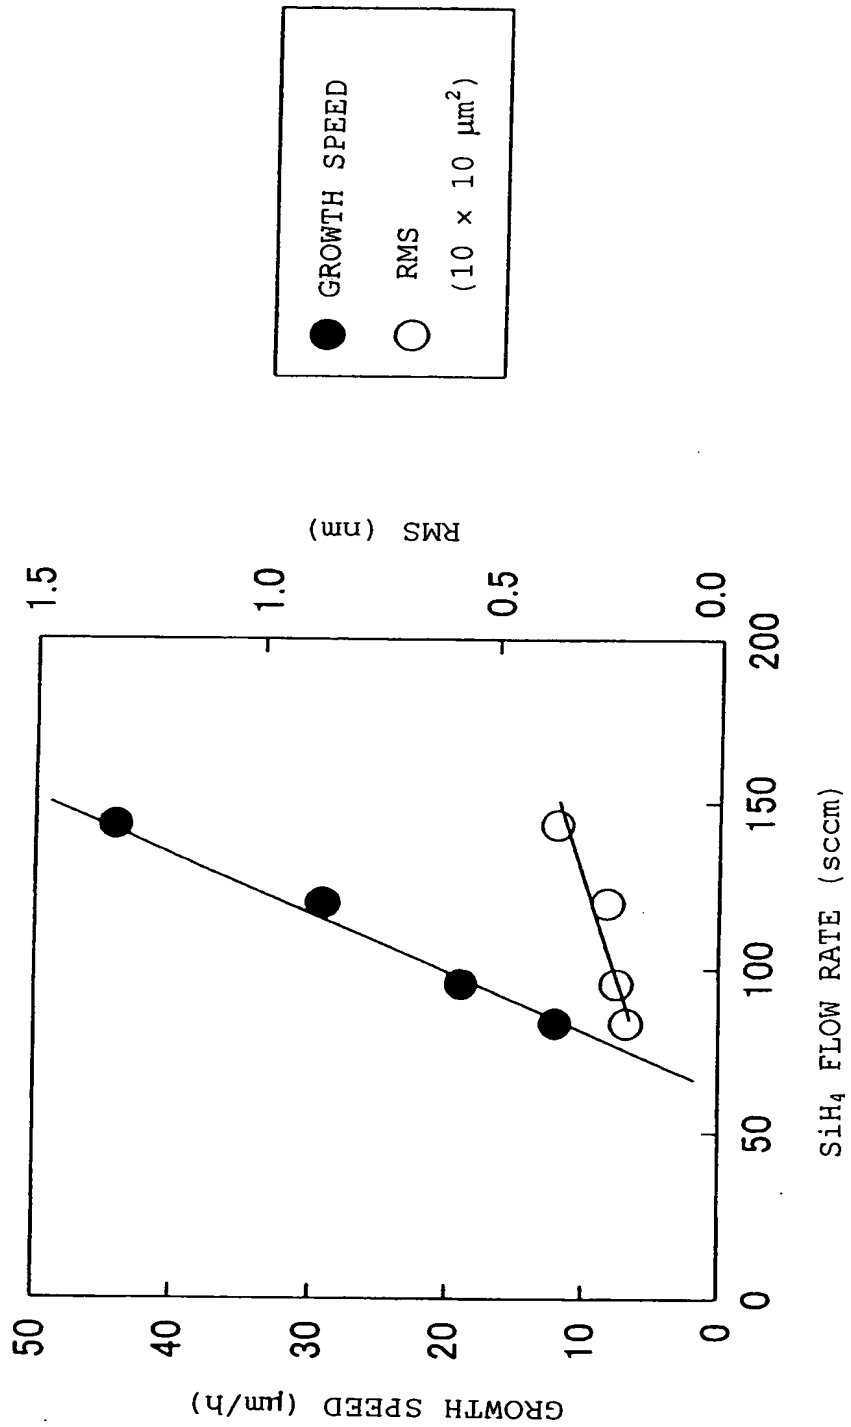 GROWTH SPEED (μm/h)
50
40
30
20
10
0
0
50
100
150
200
SiH₄ FLOW RATE (sccm)
1.5
1.0
0.5
0.0
RMS (nm)
GROWTH SPEED
RMS
(10 × 10 μm²)